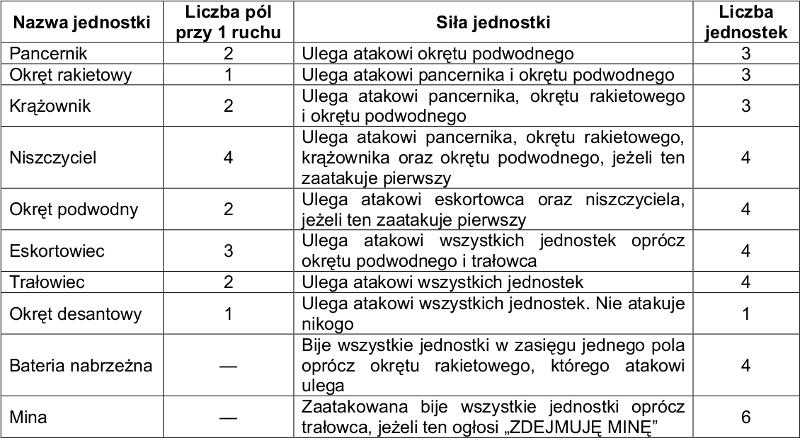 Nazwa jednostki
Liczba pól
przy 1 ruchu
Siła jednostki
Liczba
jednostek
Pancernik
2
Ulega atakowi okrętu podwodnego
3
Okręt rakietowy
1
Ulega atakowi pancernika i okrętu podwodnego
3
Krążownik
2
Ulega atakowi pancernika, okrętu rakietowego
i okrętu podwodnego
3
Niszczyciel
4
Ulega atakowi pancernika, okrętu rakietowego,
krążownika oraz okrętu podwodnego, jeżeli ten
zaatakuje pierwszy
4
Okręt podwodny
2
Ulega atakowi eskortowca oraz niszczyciela,
jeżeli ten zaatakuje pierwszy
4
Eskortowiec
3
Ulega atakowi wszystkich jednostek oprócz
okrętu podwodnego i trałowca
4
Trałowiec
2
Ulega atakowi wszystkich jednostek
4
Okręt desantowy
1
Ulega atakowi wszystkich jednostek. Nie atakuje
nikogo
1
Bateria nabrzeżna
—
Bije wszystkie jednostki w zasięgu jednego pola
oprócz okrętu rakietowego, którego atakowi
ulega
4
Mina
—
Zaatakowana bije wszystkie jednostki oprócz
trałowca, jeżeli ten ogłosi „ZDEJMUJĘ MINĘ”
6